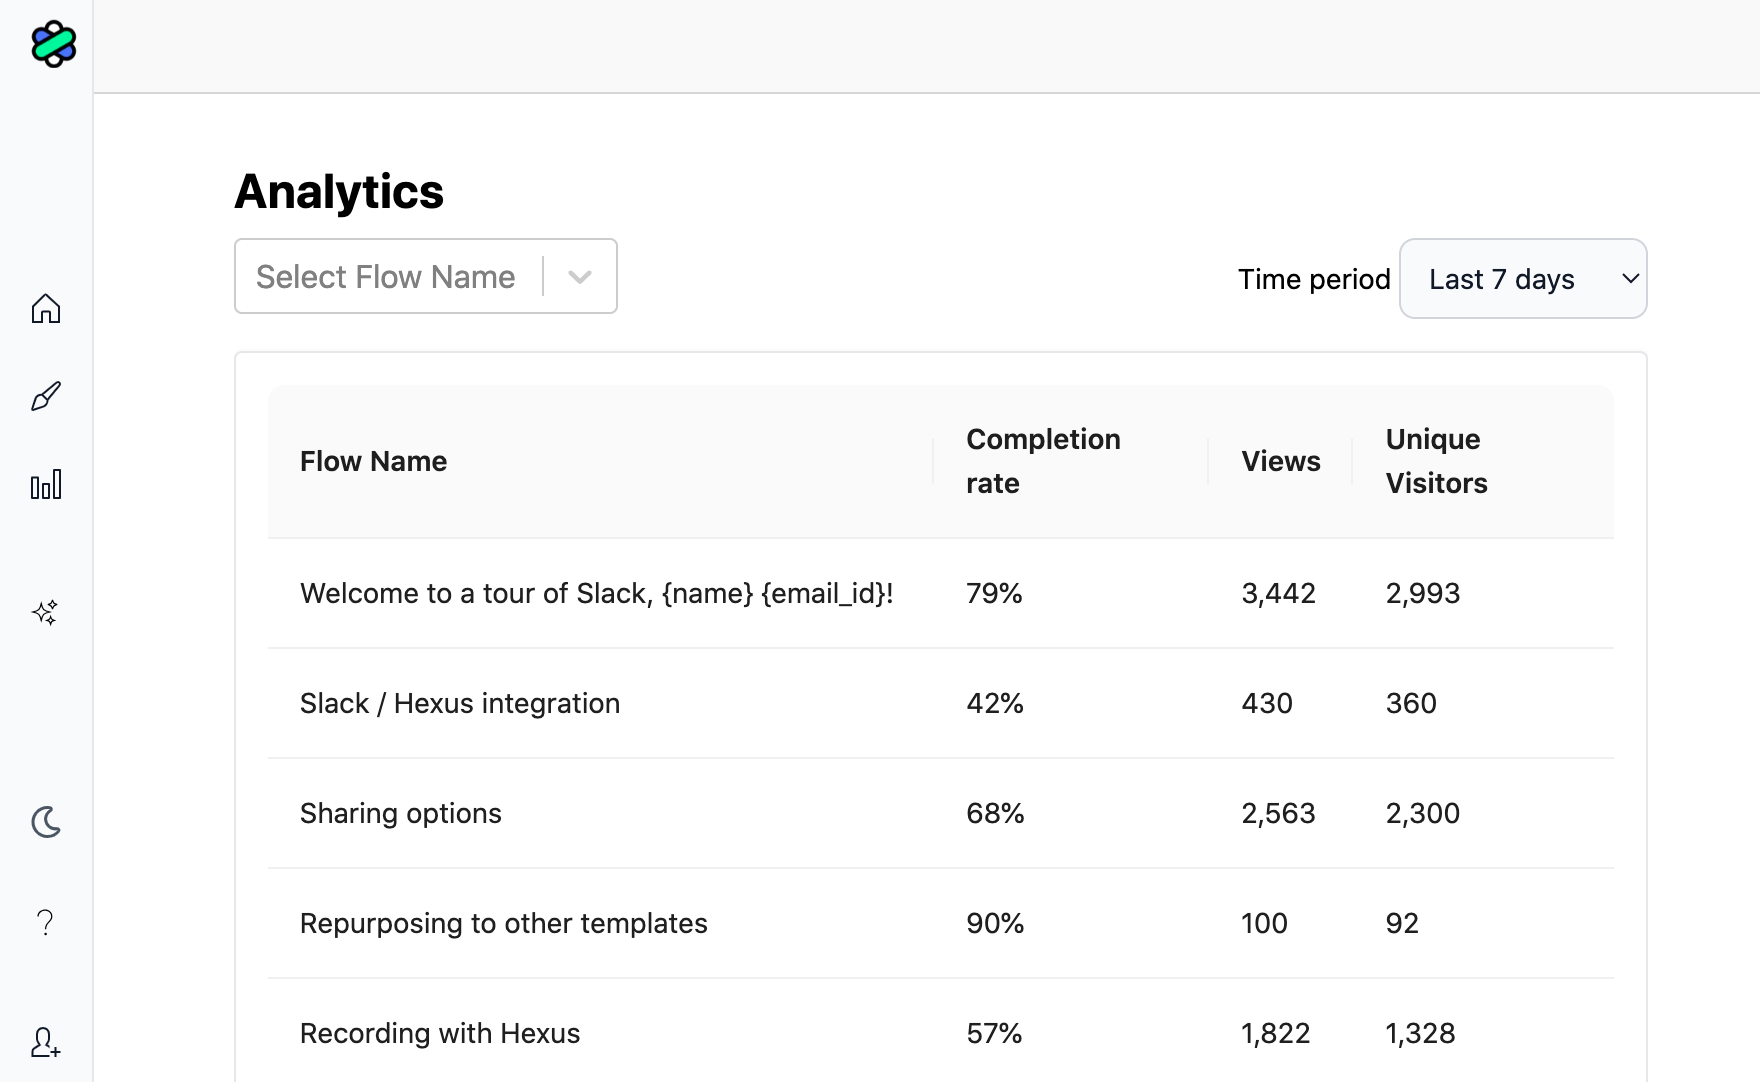 Analytics
Select Flow Name
Time period Last 7 days
Flow Name Completion rate Views Unique Visitors
Welcome to a tour of Slack, {name} {email_id}! 79% 3,442 2,993
Slack / Hexus integration 42% 430 360
Sharing options 68% 2,563 2,300
Repurposing to other templates 90% 100 92
Recording with Hexus 57% 1,822 1,328